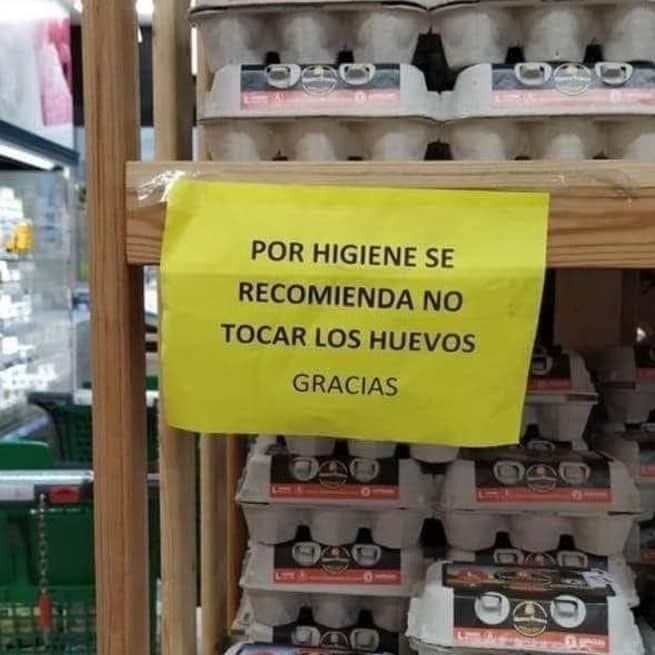 POR HIGIENE SE
RECOMIENDA NO
TOCAR LOS HUEVOS
GRACIAS